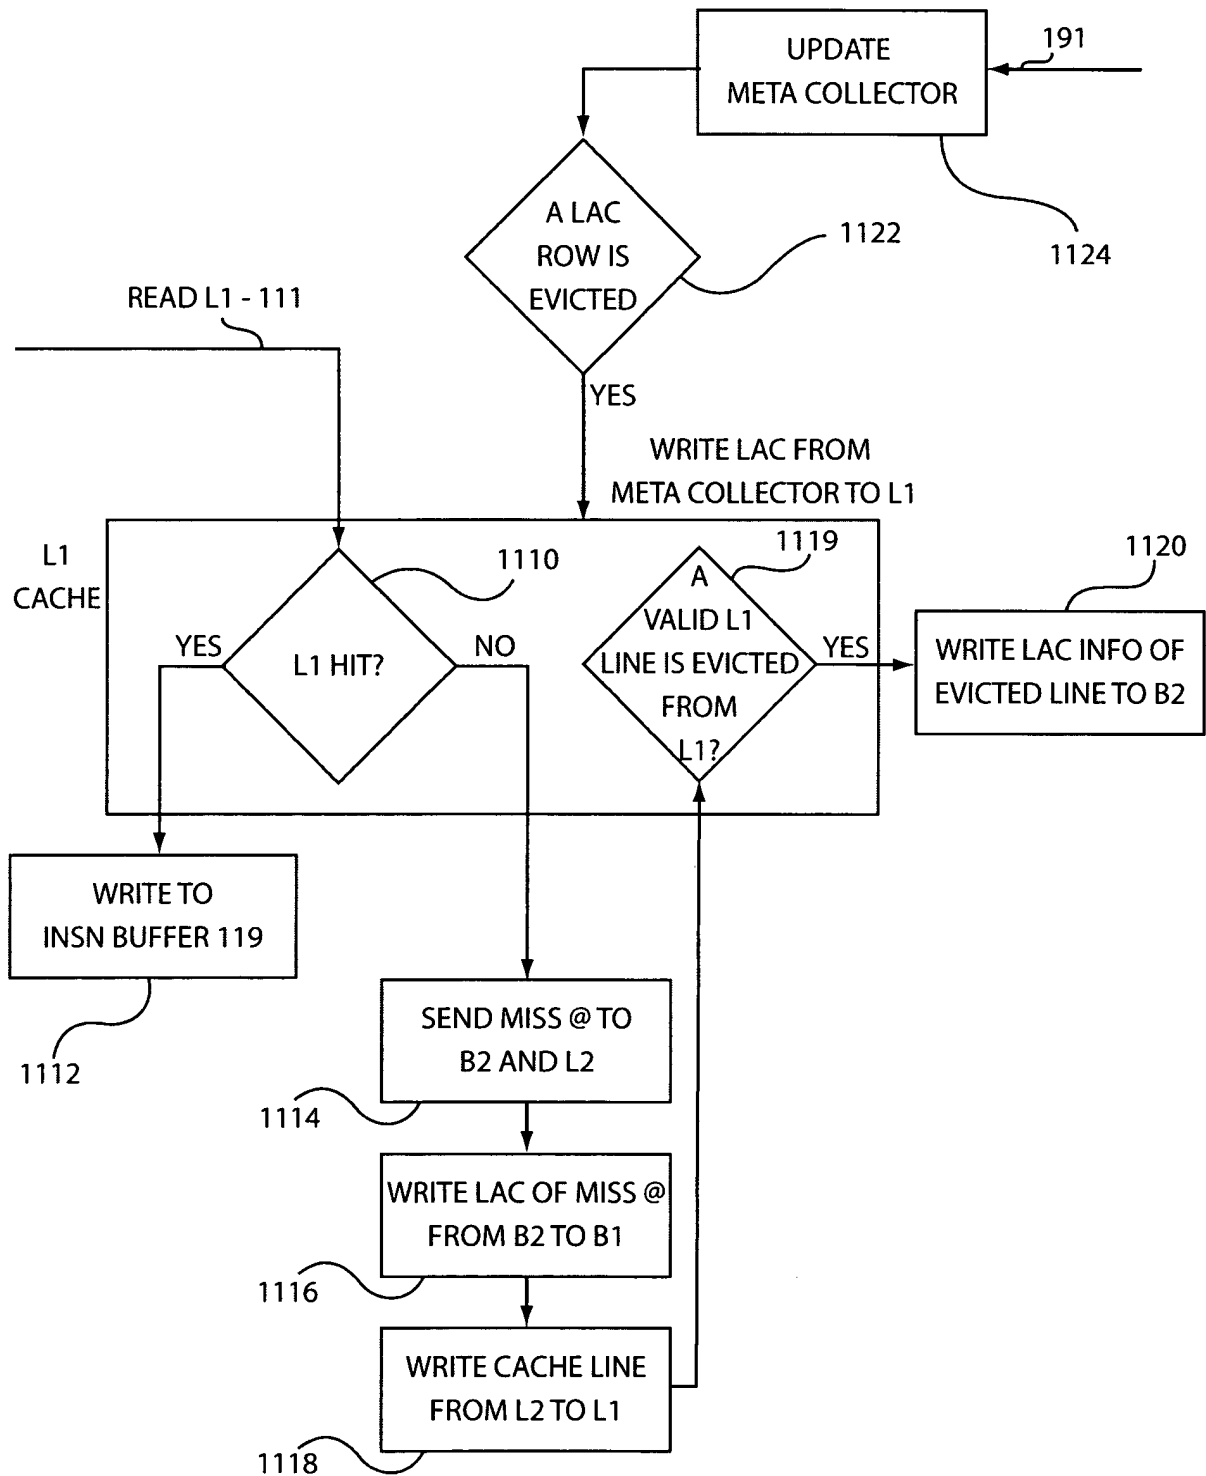 UPDATE
META COLLECTOR
191
1124
A LAC
ROW IS
EVICTED
1122
READ L1 - 111
YES
WRITE LAC FROM
META COLLECTOR TO L1
L1
CACHE
1110
L1 HIT?
YES
NO
1119
A
VALID L1
LINE IS EVICTED
FROM
L1?
YES
1120
WRITE LAC INFO OF
EVICTED LINE TO B2
WRITE TO
INSN BUFFER 119
1112
SEND MISS @ TO
B2 AND L2
1114
WRITE LAC OF MISS @
FROM B2 TO B1
1116
WRITE CACHE LINE
FROM L2 TO L1
1118